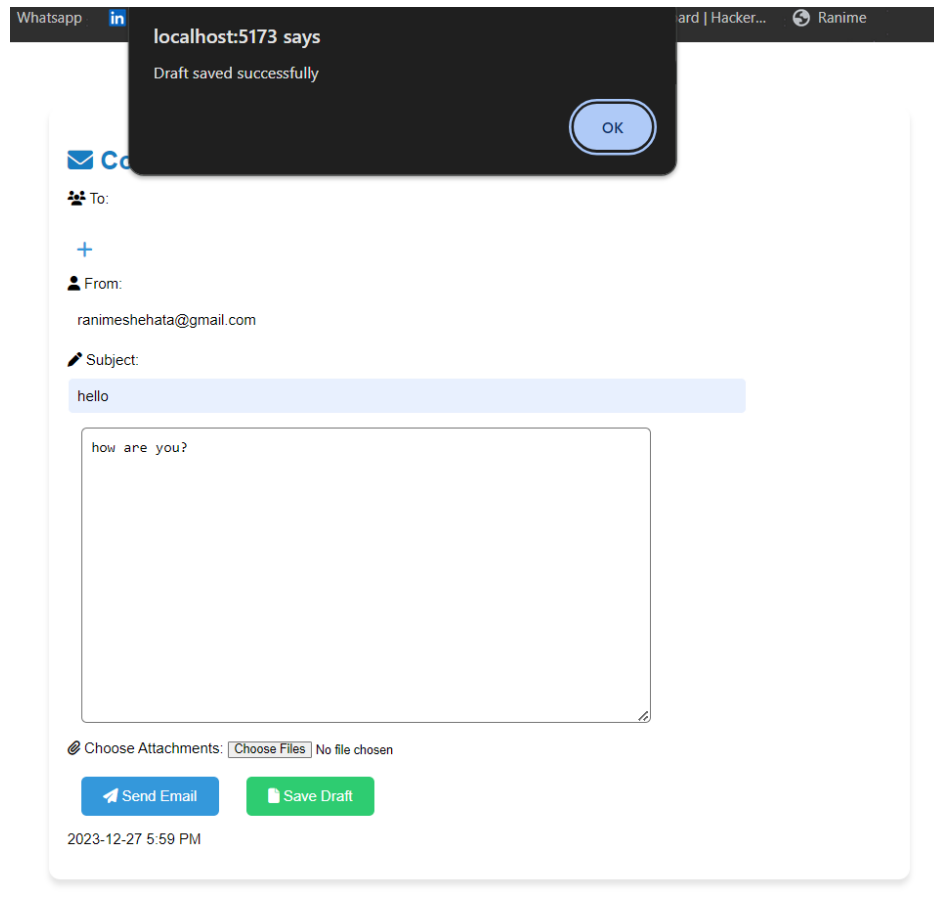 Whatsapp
in
ard | Hacker...
Ranime
localhost:5173 says
Draft saved successfully
OK
Co
To:
+
From:
ranimeshehata@gmail.com
Subject:
hello
how are you?
Choose Attachments: Choose Files No file chosen
Send Email
Save Draft
2023-12-27 5:59 PM